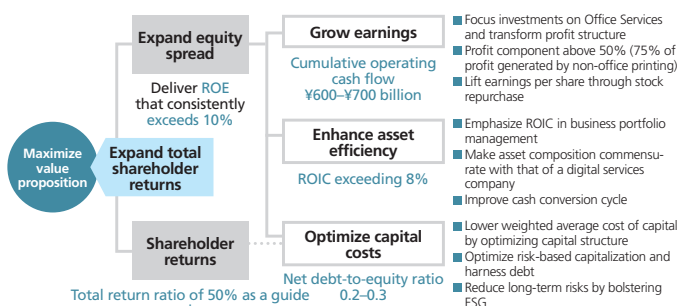 Maximize
value
proposition
Expand total
shareholder
returns
Expand equity
spread
Deliver ROE
that consistently
exceeds 10%
Shareholder
returns
Total return ratio of 50% as a guide
Grow earnings
Cumulative operating
cash flow
¥600–¥700 billion
Enhance asset
efficiency
ROIC exceeding 8%
Optimize capital
costs
Net debt-to-equity ratio
0.2–0.3
Focus investments on Office Services
and transform profit structure
Profit component above 50% (75% of
profit generated by non-office printing)
Lift earnings per share through stock
repurchase
Emphasize ROIC in business portfolio
management
Make asset composition commensu-
rate with that of a digital services
company
Improve cash conversion cycle
Lower weighted average cost of capital
by optimizing capital structure
Optimize risk-based capitalization and
harness debt
Reduce long-term risks by bolstering
ESG